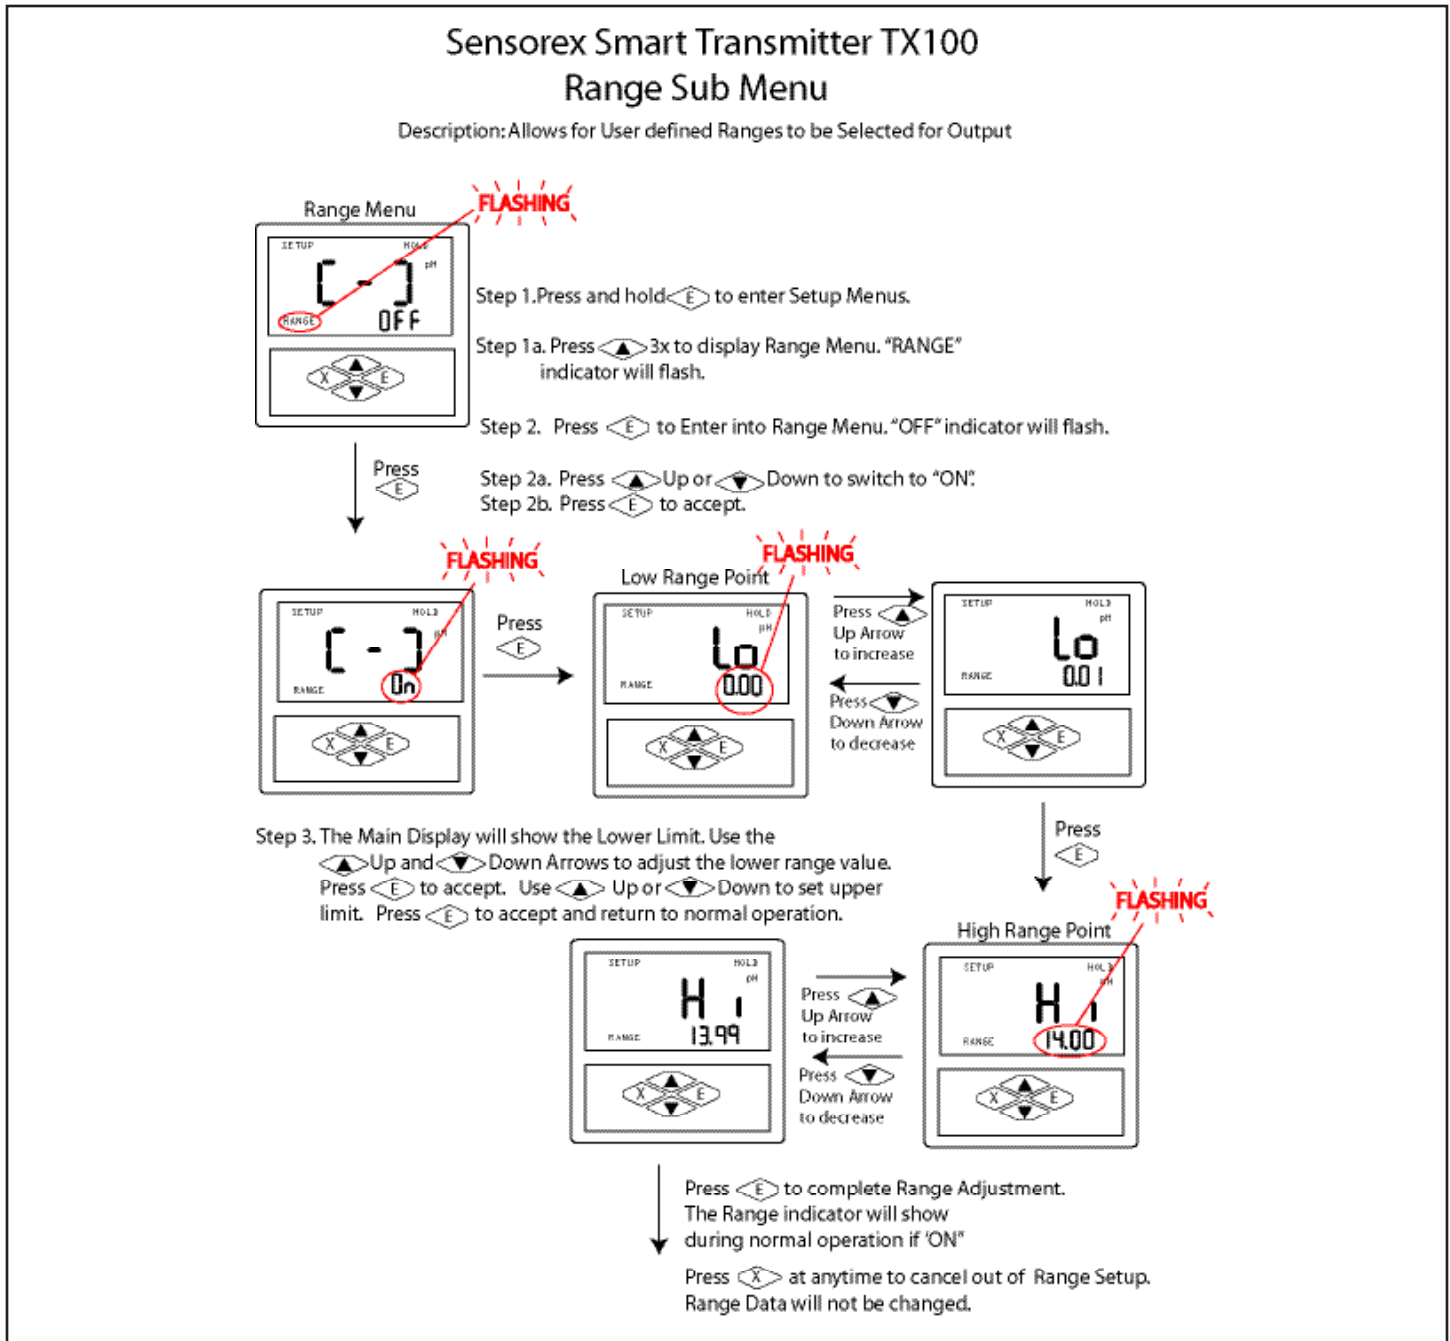 Sensorex Smart Transmitter TX100
Range Sub Menu
Description: Allows for User defined Ranges to be Selected for Output
FLASHING
Range Menu
SETUP HOLD
pH
[ - ]
RANGE OFF
X E
Step 1.Press and hold E to enter Setup Menus.
Step 1a. Press 3x to display Range Menu. "RANGE"
indicator will flash.
Step 2. Press E to Enter into Range Menu. "OFF" indicator will flash.
Press
E
Step 2a. Press Up or Down to switch to "ON".
Step 2b. Press E to accept.
FLASHING
SETUP HOLD
pH
[ - ]
RANGE On
X E
Press
E
FLASHING
Low Range Point
SETUP HOLD
pH
Lo
RANGE 0.00
X E
Press
Up Arrow
to increase
Press
Down Arrow
to decrease
SETUP HOLD
pH
Lo
RANGE 0.01
X E
Step 3. The Main Display will show the Lower Limit. Use the
Up and Down Arrows to adjust the lower range value.
Press E to accept. Use Up or Down to set upper
limit. Press E to accept and return to normal operation.
Press
E
FLASHING
High Range Point
SETUP HOLD
pH
Hi
RANGE 14.00
X E
Press
Up Arrow
to increase
Press
Down Arrow
to decrease
SETUP HOLD
pH
Hi
RANGE 13.99
X E
Press E to complete Range Adjustment.
The Range indicator will show
during normal operation if 'ON"
Press X at anytime to cancel out of Range Setup.
Range Data will not be changed.